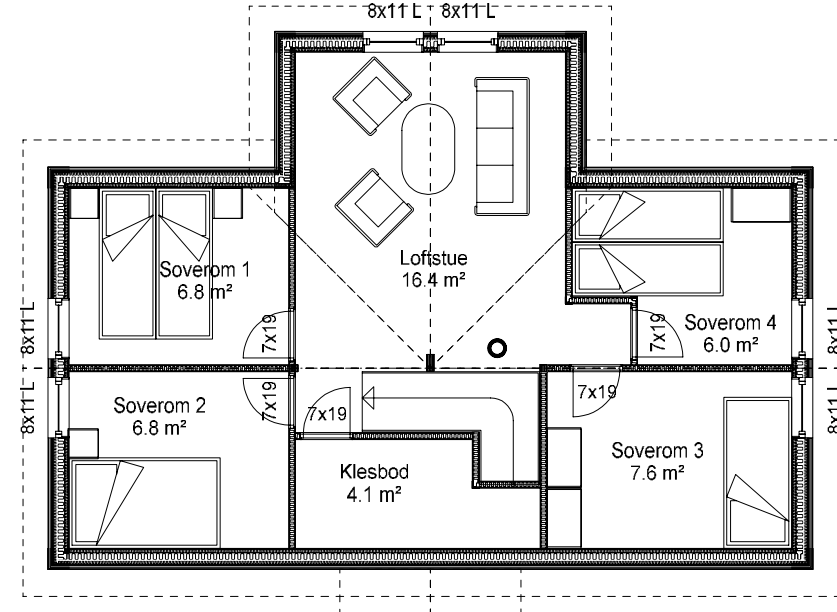 8x11 L 8x11 L
Soverom 1
6.8 m²
Loftstue
16.4 m²
Soverom 4
6.0 m²
7x19
7x19
8x11 L
8x11 L
7x19
8x11 L
8x11 L
7x19
7x19
Soverom 2
6.8 m²
Soverom 3
7.6 m²
Klesbod
4.1 m²